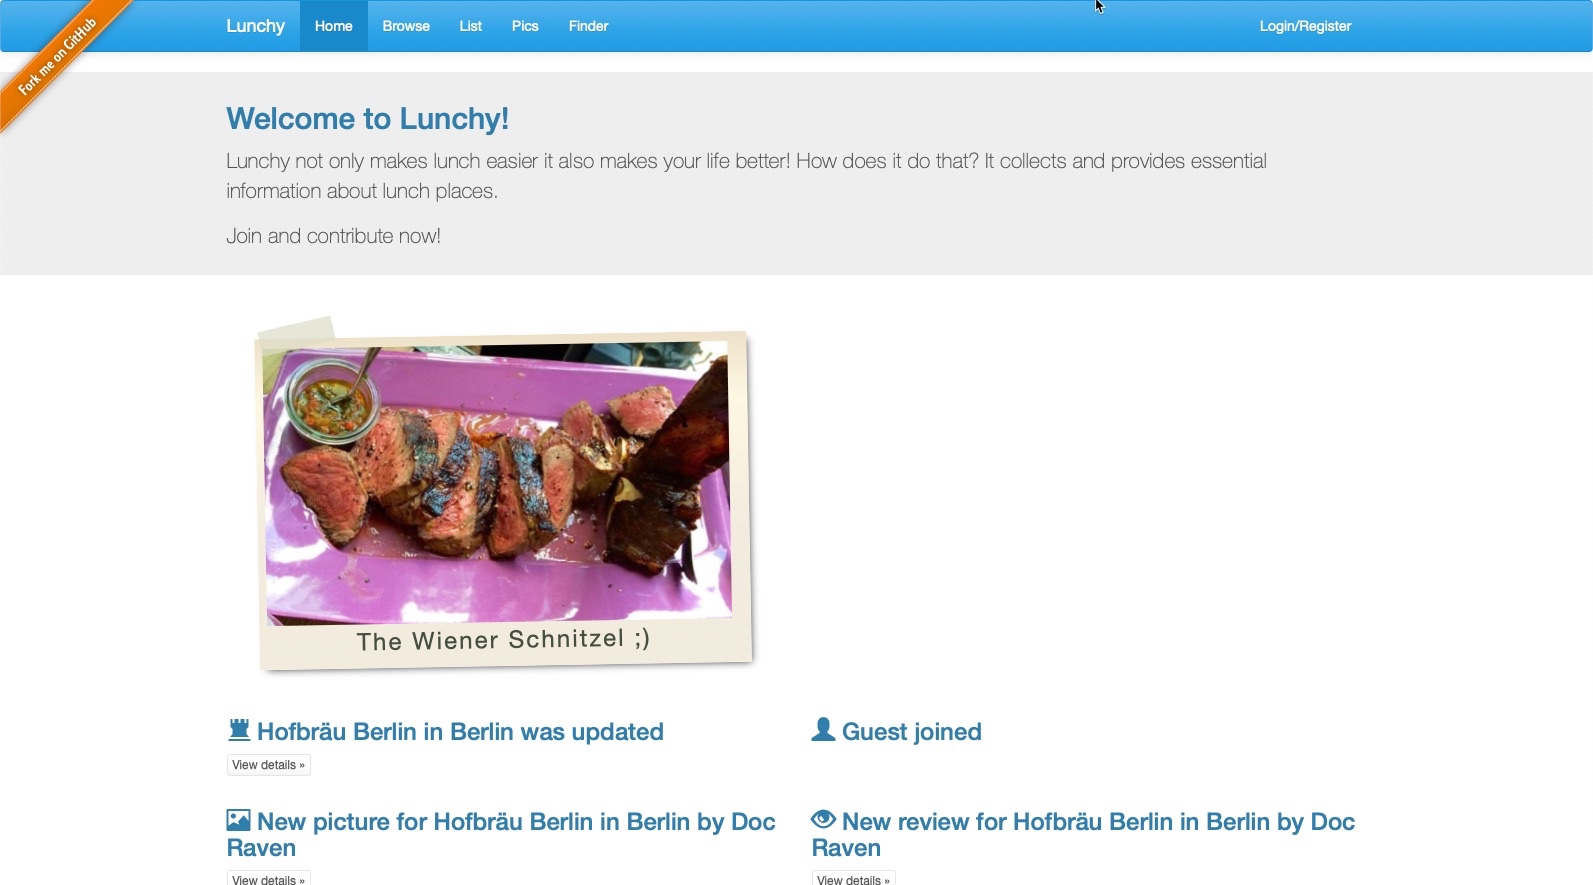 Fork me on GitHub
Lunchy Home Browse List Pics Finder Login/Register
Welcome to Lunchy!
Lunchy not only makes lunch easier it also makes your life better! How does it do that? It collects and provides essential
information about lunch places.
Join and contribute now!
The Wiener Schnitzel ;)
Hofbräu Berlin in Berlin was updated
View details »
Guest joined
New picture for Hofbräu Berlin in Berlin by Doc
Raven
View details »
New review for Hofbräu Berlin in Berlin by Doc
Raven
View details »